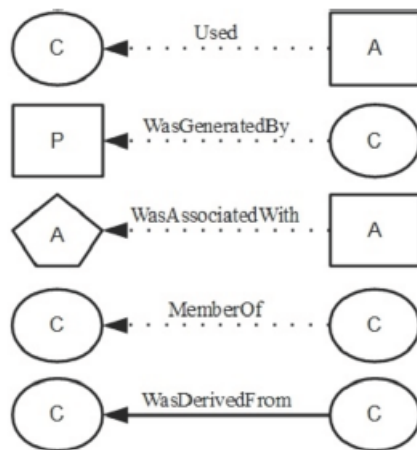 Used
C A
WasGeneratedBy
P C
WasAssociatedWith
A A
MemberOf
C C
WasDerivedFrom
C C